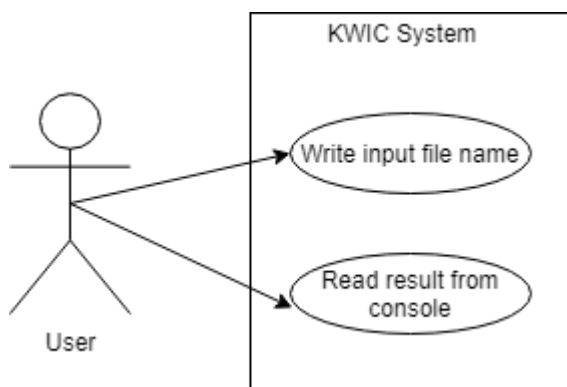 KWIC System
Write input file name
Read result from
console
User